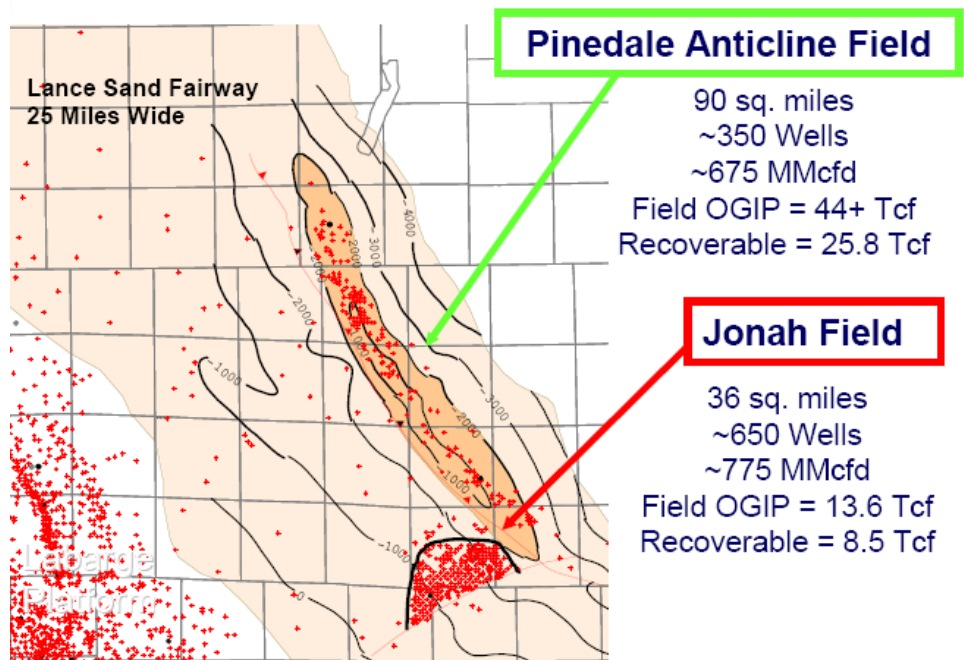 Lance Sand Fairway
25 Miles Wide
Pinedale Anticline Field
90 sq. miles
~350 Wells
~675 MMcfd
Field OGIP = 44+ Tcf
Recoverable = 25.8 Tcf
Jonah Field
36 sq. miles
~650 Wells
~775 MMcfd
Field OGIP = 13.6 Tcf
Recoverable = 8.5 Tcf
-4000
-3000
-2000
-2000
-1000
-1000
-3000
-2000
-1000
-1000
0
Labarge
Platform